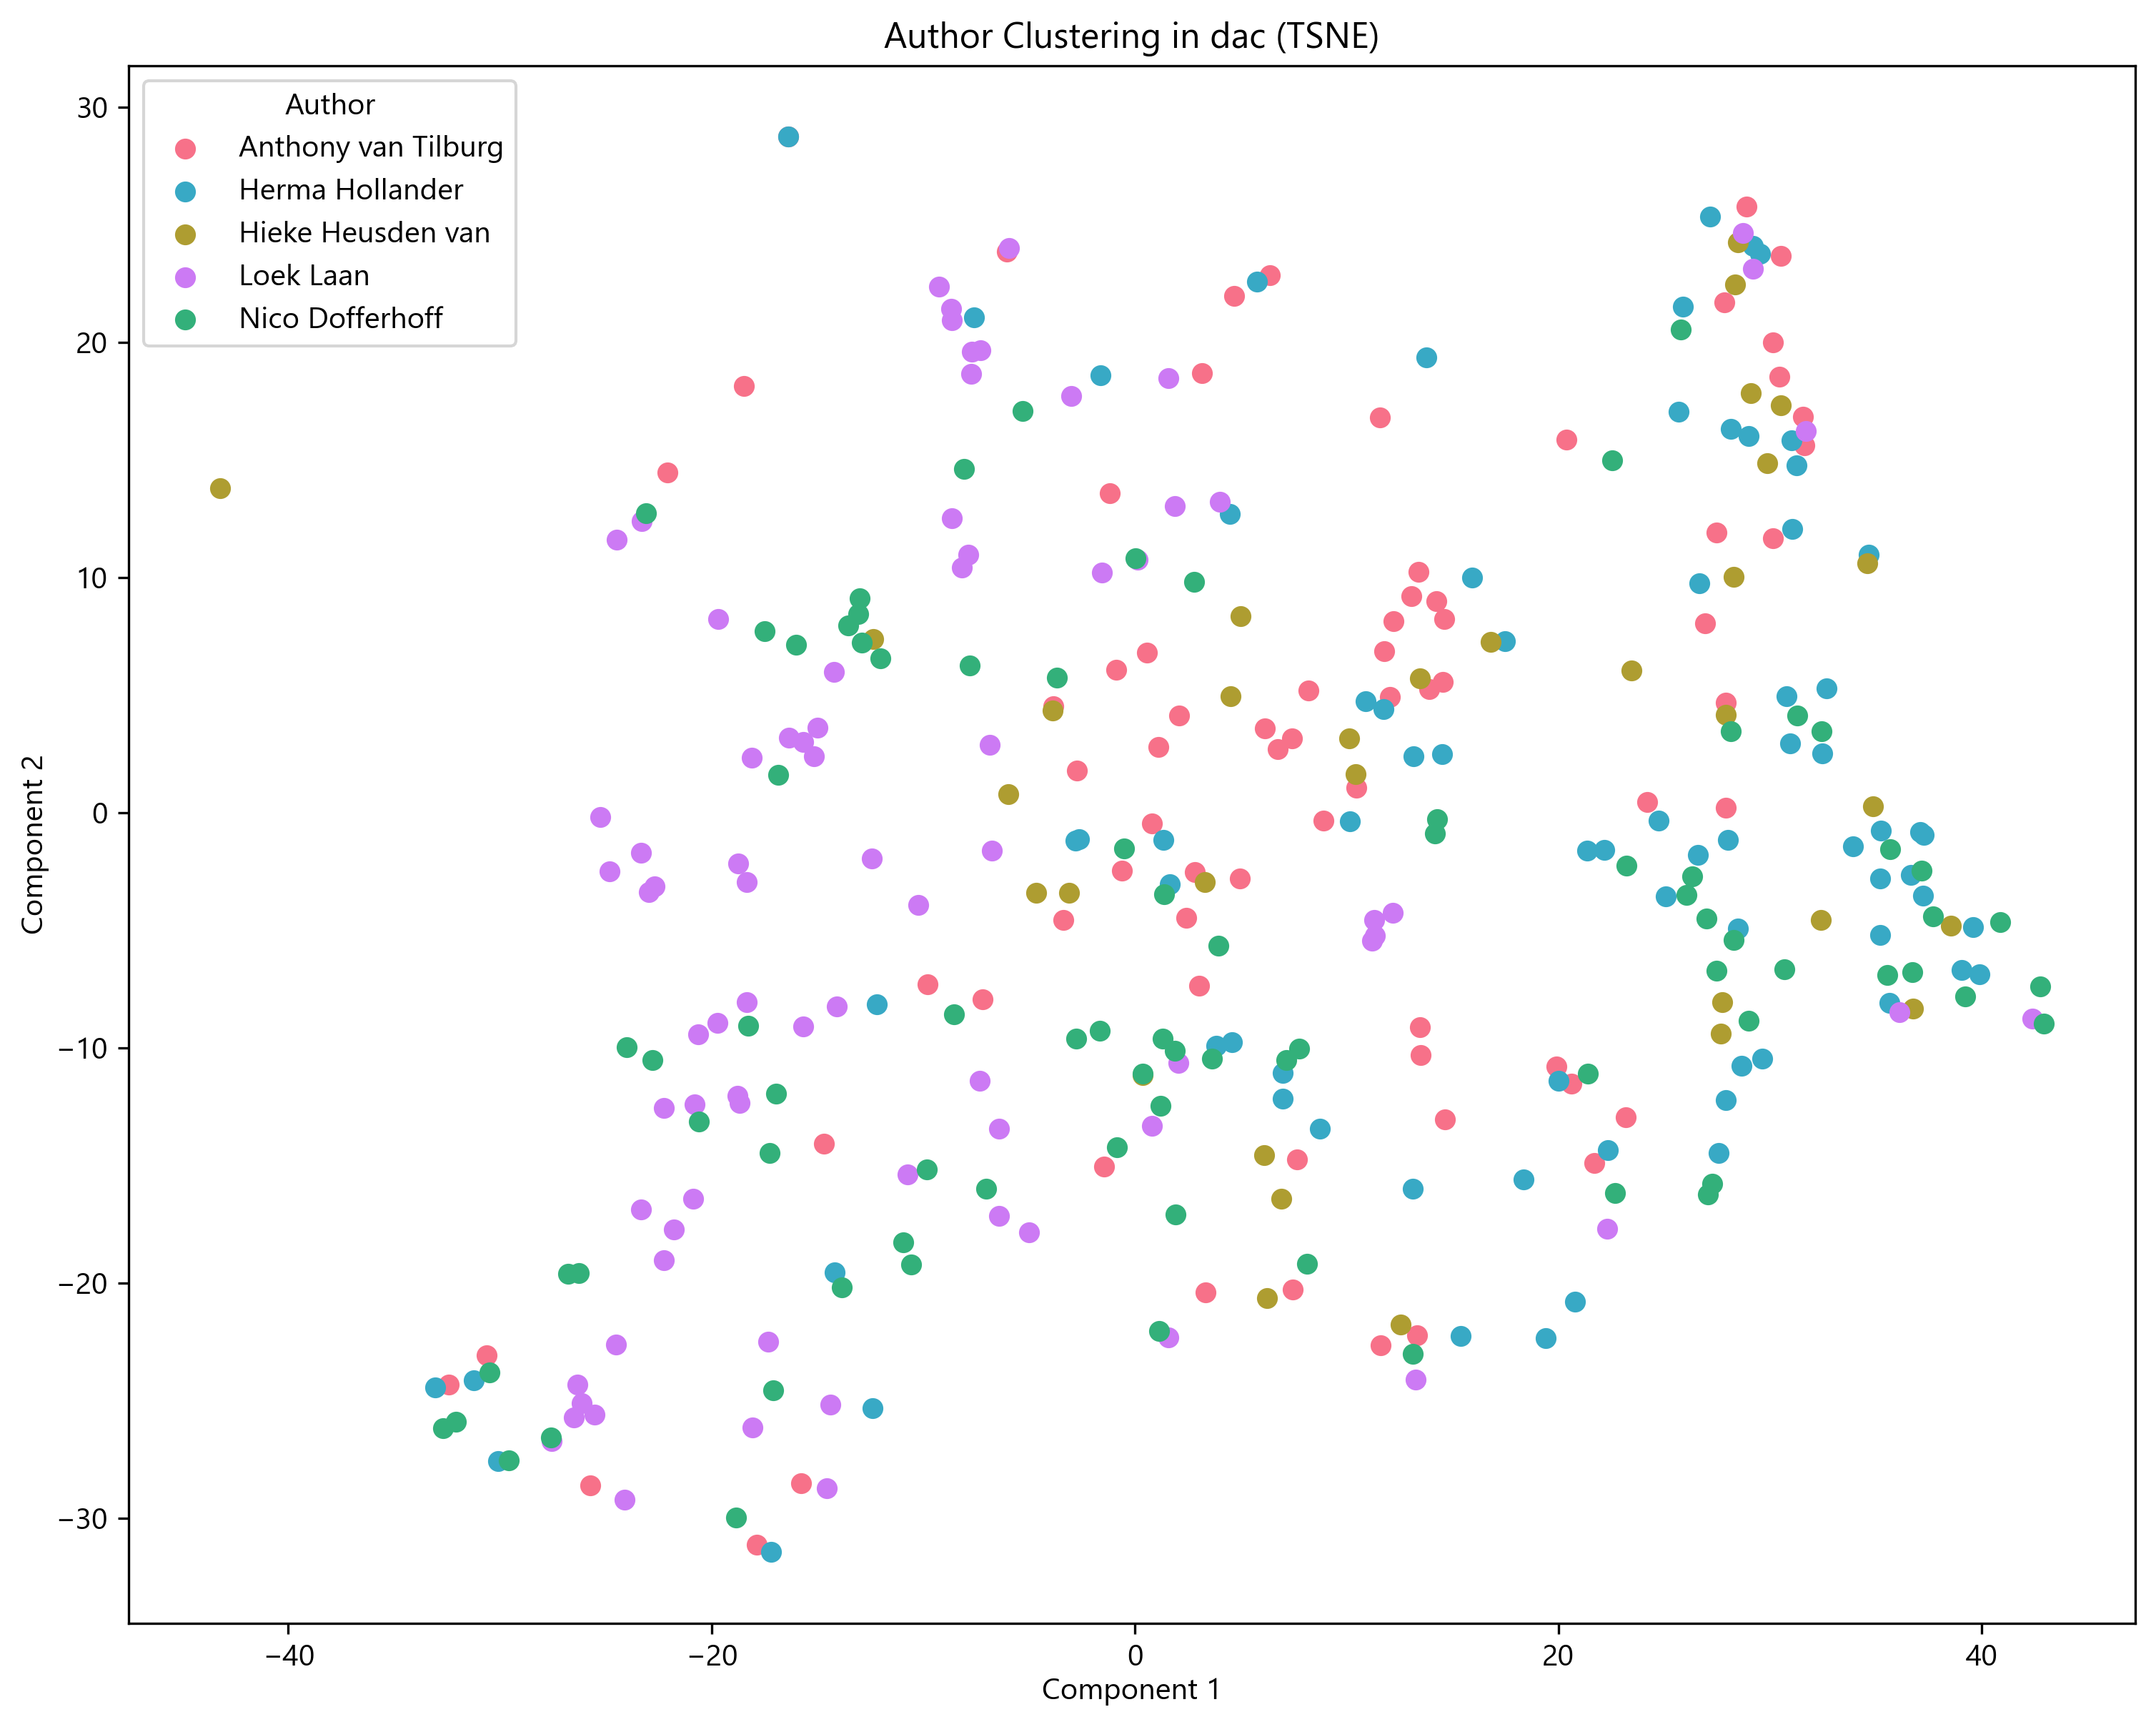 Author Clustering in dac (TSNE)
Author
Anthony van Tilburg
Herma Hollander
Hieke Heusden van
Loek Laan
Nico Dofferhoff
30
20
10
0
−10
−20
−30
Component 2
−40
−20
0
20
40
Component 1